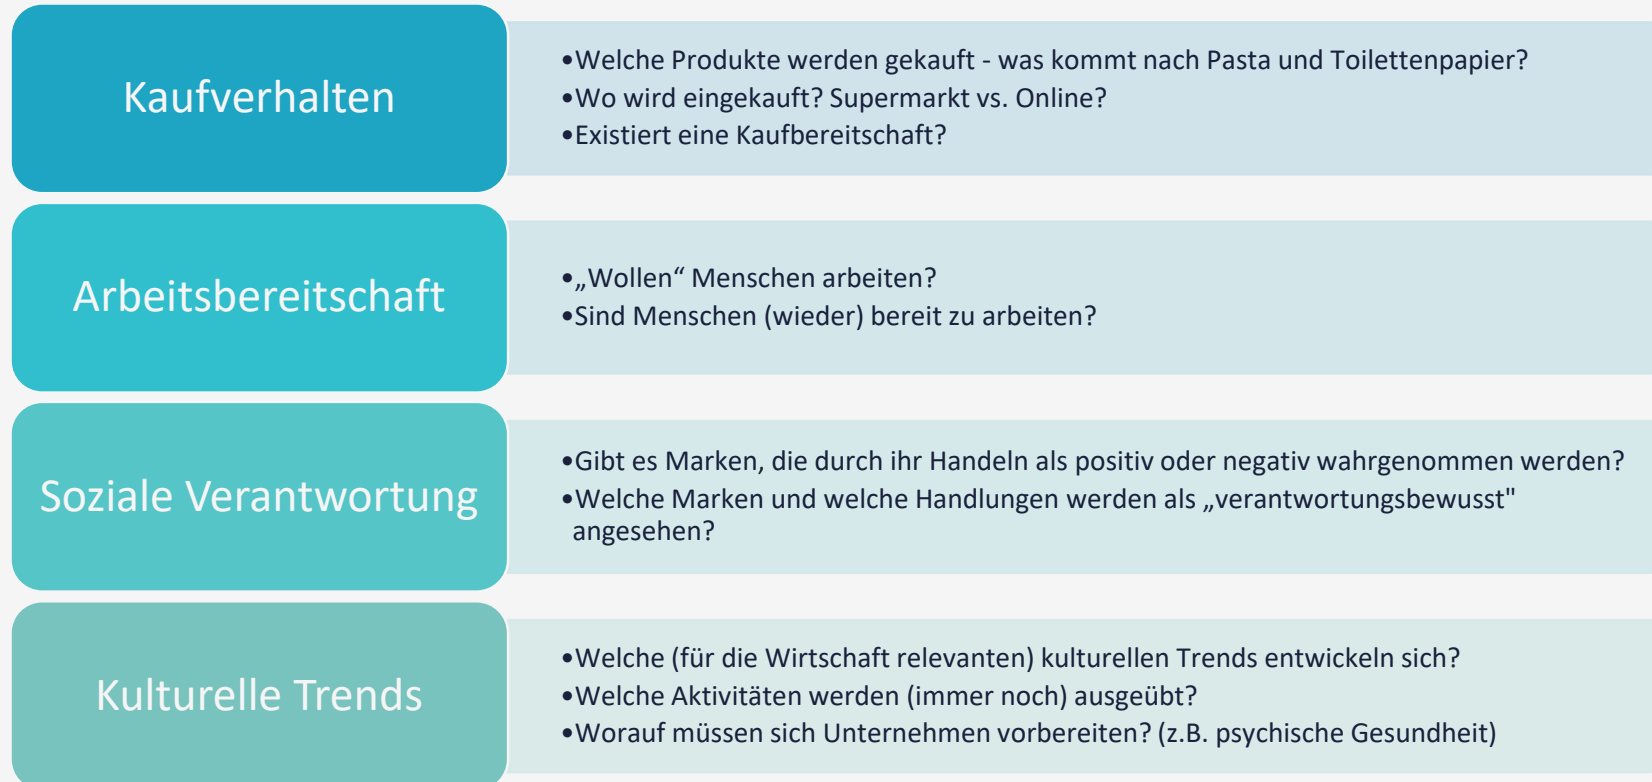 Kaufverhalten
•Welche Produkte werden gekauft - was kommt nach Pasta und Toilettenpapier?
•Wo wird eingekauft? Supermarkt vs. Online?
•Existiert eine Kaufbereitschaft?
Arbeitsbereitschaft
•„Wollen“ Menschen arbeiten?
•Sind Menschen (wieder) bereit zu arbeiten?
Soziale Verantwortung
•Gibt es Marken, die durch ihr Handeln als positiv oder negativ wahrgenommen werden?
•Welche Marken und welche Handlungen werden als „verantwortungsbewusst"
angesehen?
Kulturelle Trends
•Welche (für die Wirtschaft relevanten) kulturellen Trends entwickeln sich?
•Welche Aktivitäten werden (immer noch) ausgeübt?
•Worauf müssen sich Unternehmen vorbereiten? (z.B. psychische Gesundheit)